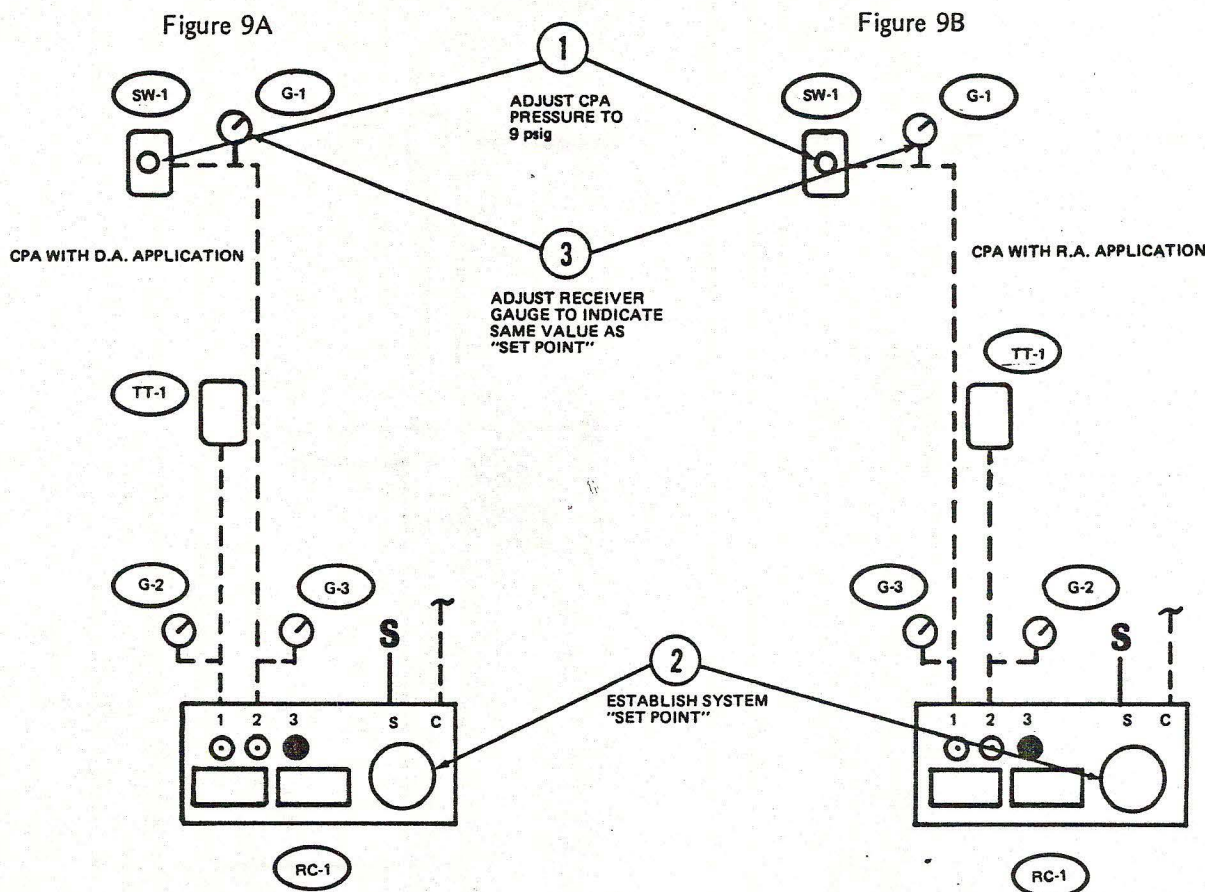 Figure 9A
Figure 9B
1
SW-1
G-1
ADJUST CPA
PRESSURE TO
9 psig
SW-1
G-1
CPA WITH D.A. APPLICATION
3
CPA WITH R.A. APPLICATION
ADJUST RECEIVER
GAUGE TO INDICATE
SAME VALUE AS
"SET POINT"
TT-1
TT-1
G-2
G-3
G-3
G-2
S
S
2
ESTABLISH SYSTEM
"SET POINT"
1 2 3 S C
1 2 3 S C
RC-1
RC-1